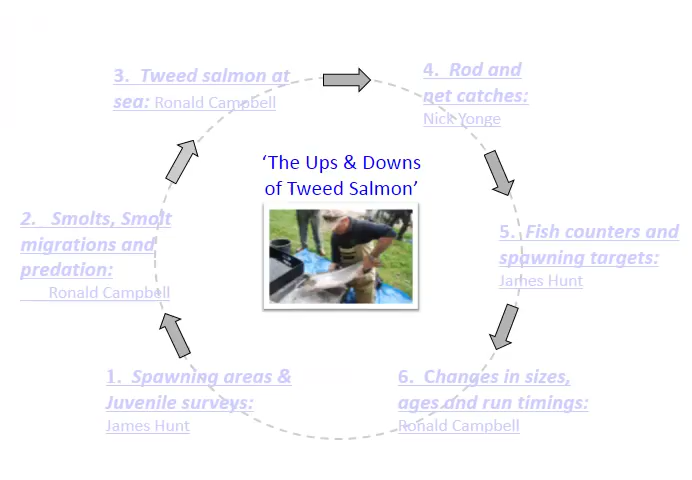 3. Tweed salmon at
sea: Ronald Campbell
4. Rod and
net catches:
Nick Yonge
‘The Ups & Downs
of Tweed Salmon’
2. Smolts, Smolt
migrations and
predation:
Ronald Campbell
5. Fish counters and
spawning targets:
James Hunt
1. Spawning areas &
Juvenile surveys:
James Hunt
6. Changes in sizes,
ages and run timings:
Ronald Campbell